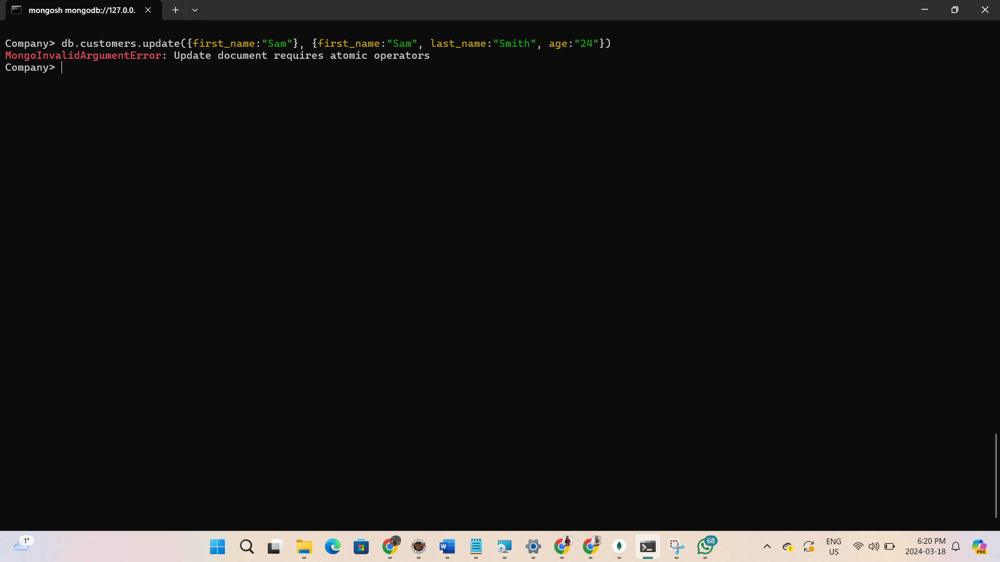 mongosh mongodb://127.0.0.
Company> db.customers.update({first_name:"Sam"}, {first_name:"Sam", last_name:"Smith", age:"24"})
MongoInvalidArgumentError: Update document requires atomic operators
Company>
1°
W
68
ENG
US
6:20 PM
2024-03-18
PRE